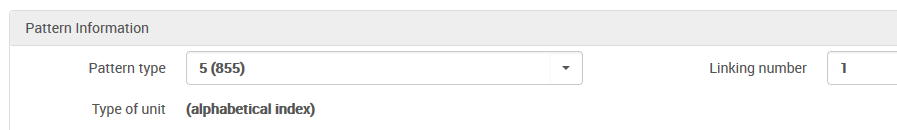 Pattern Information
Pattern type 5 (855) Linking number 1
Type of unit (alphabetical index)